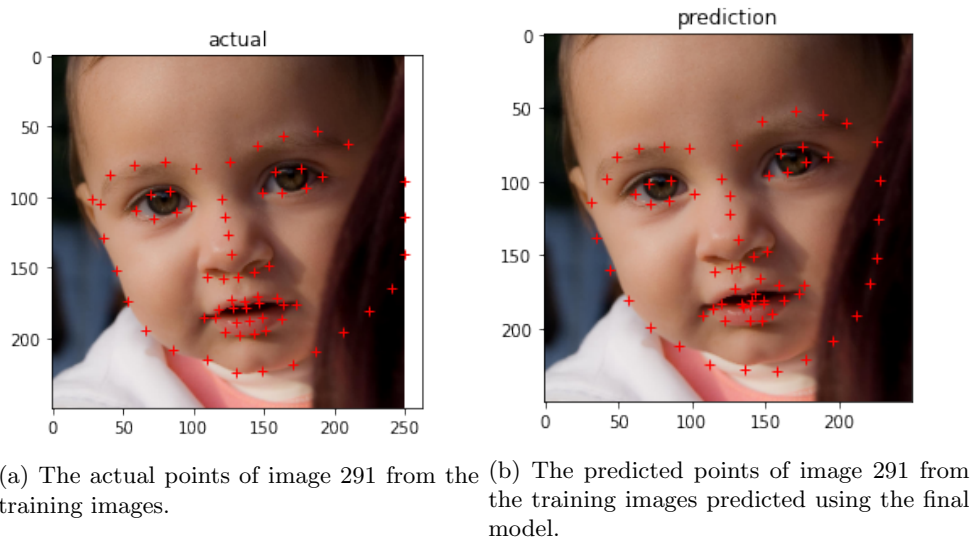 actual
0
50
100
150
200
0 50 100 150 200 250
(a) The actual points of image 291 from the
training images.
prediction
0
50
100
150
200
0 50 100 150 200
(b) The predicted points of image 291 from
the training images predicted using the final
model.